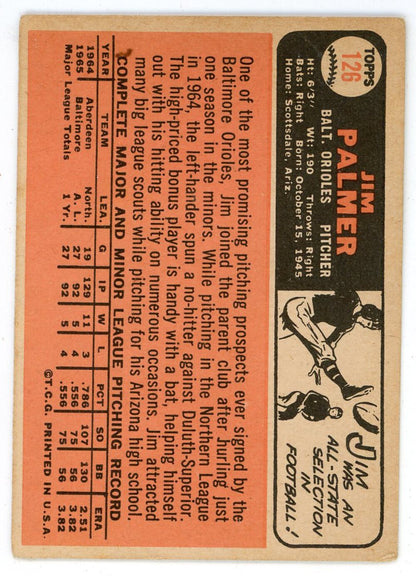 TOPPS
126
JIM
PALMER
BALT. ORIOLES PITCHER
Ht: 6/3" Wt: 190 Throws: Right
Bats: Right Born: October 15, 1945
Home: Scottsdale, Ariz.
JIM
WAS AN
ALL-STATE
SELECTION
IN
FOOTBALL!
One of the most promising pitching prospects ever signed by the
Baltimore Orioles, Jim joined the parent club after hurling just
one season in the minors. While pitching in the Northern League
in 1964, the left-hander spun a no-hitter against Duluth-Superior.
The high-priced bonus player is handy with a bat, helping himself
out with his hitting ability on numerous occasions. Jim attracted
many big league scouts while pitching for his Arizona high school.
COMPLETE MAJOR AND MINOR LEAGUE PITCHING RECORD
YEAR TEAM LEA. G IP W L PCT SO BB ERA
1964 Aberdeen North. 19 129 11 3 .786 107 130 2.51
1965 Baltimore A. L. 27 92 5 4 .556 75 56 3.82
Major League Totals 1 Yr. 27 92 5 4 .556 75 56 3.82
©T.C.G. PRINTED IN U.S.A.